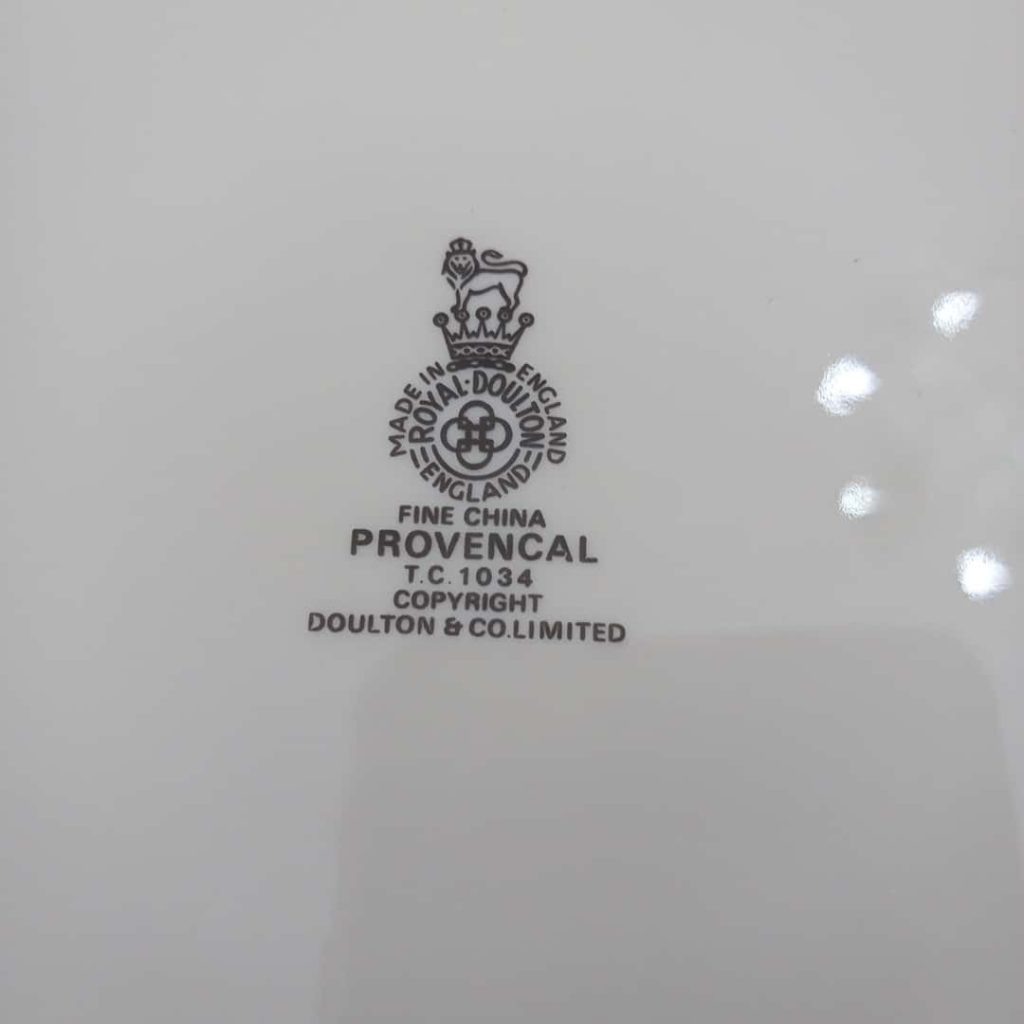 MADE IN ENGLAND
ROYAL·DOULTON
ENGLAND
FINE CHINA
PROVENCAL
T.C.1034
COPYRIGHT
DOULTON & CO.LIMITED